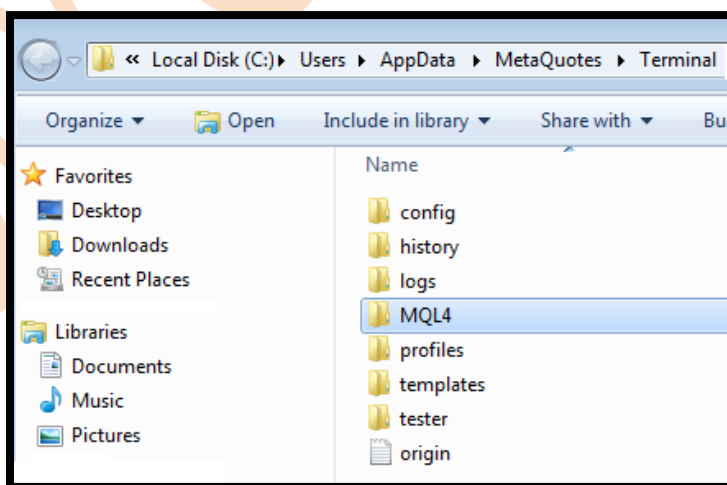 « Local Disk (C:) ▸ Users ▸ AppData ▸ MetaQuotes ▸ Terminal
Organize ▾ Open Include in library ▾ Share with ▾ Bu
Name
Favorites
Desktop
Downloads
Recent Places
Libraries
Documents
Music
Pictures
config
history
logs
MQL4
profiles
templates
tester
origin